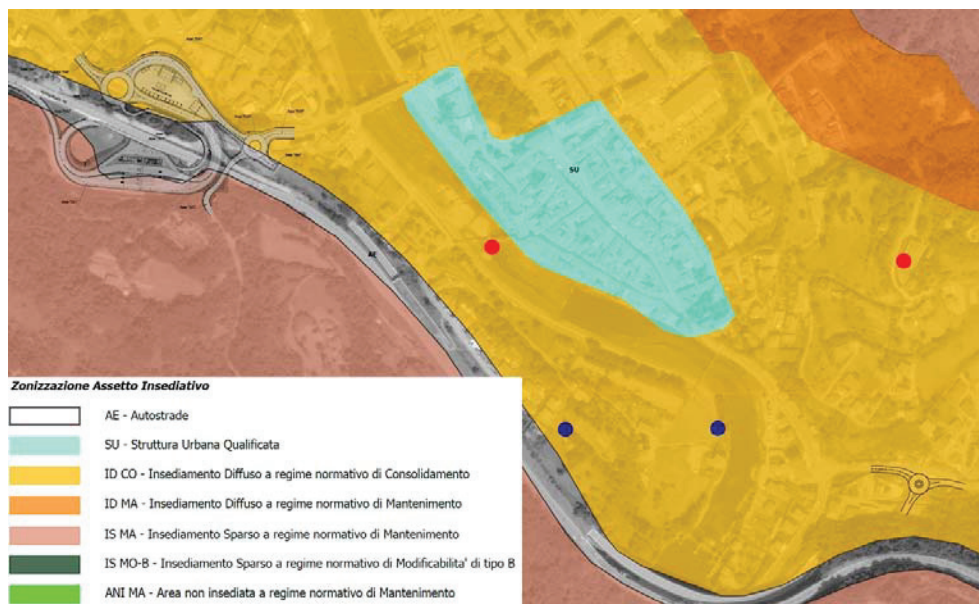 SU
AE
Zonizzazione Assetto Insediativo
AE - Autostrade
SU - Struttura Urbana Qualificata
ID CO - Insediamento Diffuso a regime normativo di Consolidamento
ID MA - Insediamento Diffuso a regime normativo di Mantenimento
IS MA - Insediamento Sparso a regime normativo di Mantenimento
IS MO-B - Insediamento Sparso a regime normativo di Modificabilita' di tipo B
ANI MA - Area non insediata a regime normativo di Mantenimento